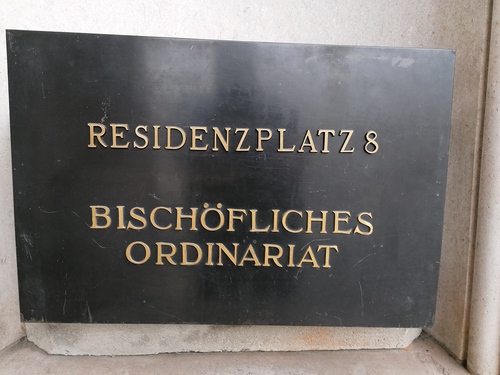 RESIDENZPLATZ 8
BISCHÖFLICHES
ORDINARIAT